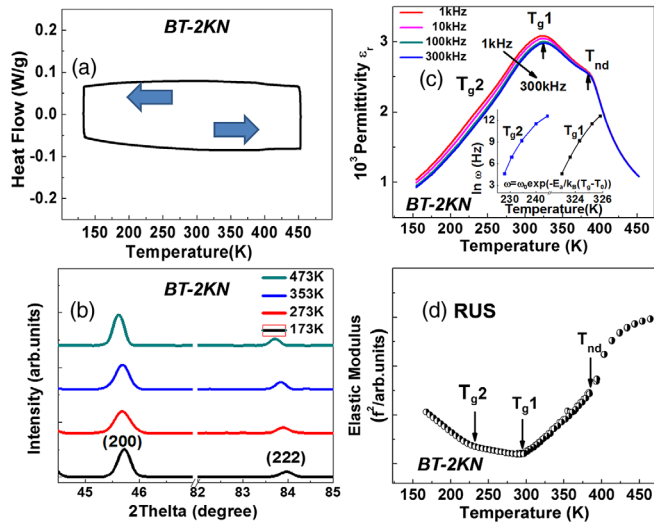 BT-2KN
(a)
Heat Flow (W/g)
0.2
0.1
0.0
-0.1
-0.2
100 150 200 250 300 350 400 450
Temperature(K)
1kHz
10kHz
100kHz
300kHz
Tg1
Tnd
Tg2
1kHz
300kHz
(c)
10³ Permittivity εr
3
2
1
ln ω (Hz)
12
9
6
3
Tg2
Tg1
ω=ω0exp(-Ea/kB(Tg-T0))
230 240 324 326
Temperature(K)
BT-2KN
150 200 250 300 350 400 450
Temperature (K)
BT-2KN
(b)
473K
353K
273K
173K
Intensity (arb.units)
(200)
(222)
45 46 82 83 84 85
2Thelta (degree)
(d) RUS
Elastic Modulus
(f²/arb.units)
Tg2
Tg1
Tnd
BT-2KN
150 200 250 300 350 400 450
Temperature (K)